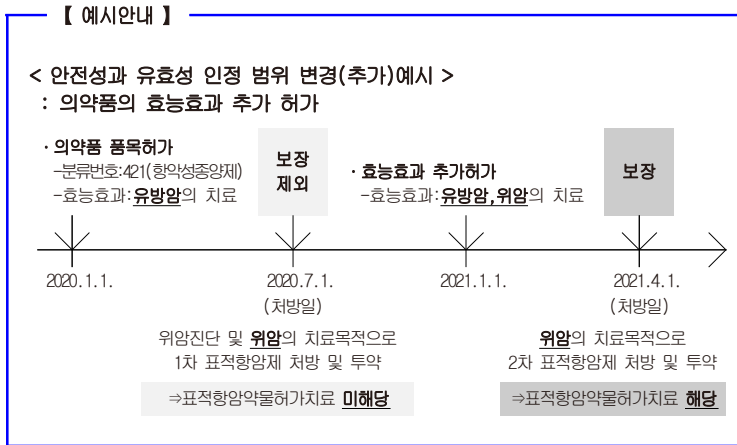 【 예시안내 】
< 안전성과 유효성 인정 범위 변경(추가)예시 >
: 의약품의 효능효과 추가 허가
· 의약품 품목허가
-분류번호:421(항악성종양제)
-효능효과:유방암의 치료
보장
제외
· 효능효과 추가허가
-효능효과:유방암,위암의 치료
보장
2020.1.1.
2020.7.1.
(처방일)
2021.1.1.
2021.4.1.
(처방일)
위암진단 및 위암의 치료목적으로
1차 표적항암제 처방 및 투약
⇒표적항암약물허가치료 미해당
위암의 치료목적으로
2차 표적항암제 처방 및 투약
⇒표적항암약물허가치료 해당